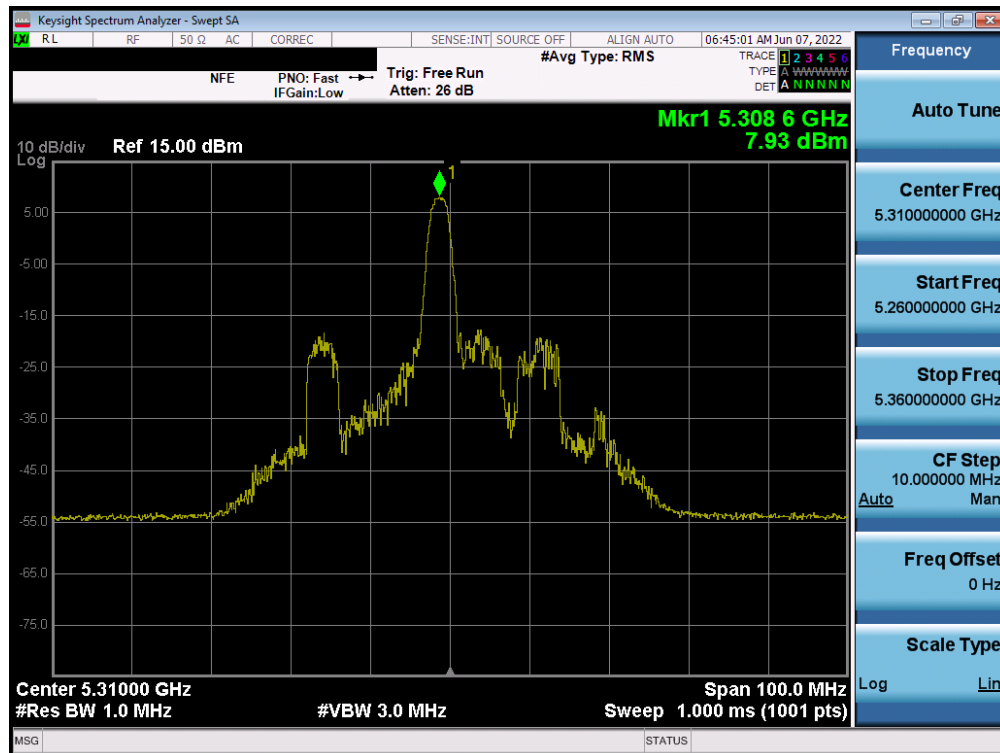 Keysight Spectrum Analyzer - Swept SA
LXI RL RF 50 Ω AC CORREC SENSE:INT SOURCE OFF ALIGN AUTO 06:45:01 AM Jun 07, 2022
NFE PNO: Fast Trig: Free Run #Avg Type: RMS TRACE 1 2 3 4 5 6
IFGain:Low Atten: 26 dB TYPE A WWWWW
DET A N N N N N
Mkr1 5.308 6 GHz
7.93 dBm
10 dB/div Ref 15.00 dBm
Log
1
5.00
-5.00
-15.0
-25.0
-35.0
-45.0
-55.0
-65.0
-75.0
Center 5.31000 GHz Span 100.0 MHz
#Res BW 1.0 MHz #VBW 3.0 MHz Sweep 1.000 ms (1001 pts)
MSG STATUS
Frequency
Auto Tune
Center Freq
5.310000000 GHz
Start Freq
5.260000000 GHz
Stop Freq
5.360000000 GHz
CF Step
10.000000 MHz
Auto Man
Freq Offset
0 Hz
Scale Type
Log Lin